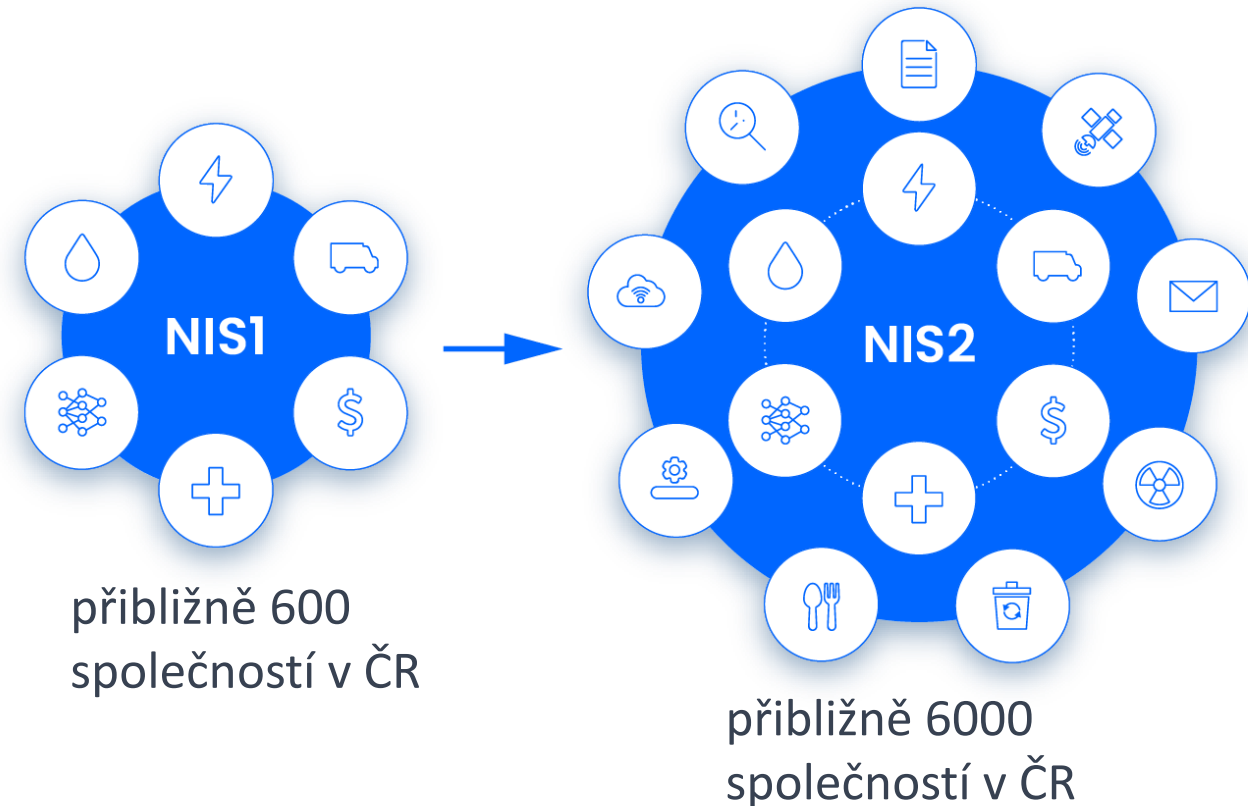 NIS1
přibližně 600
společností v ČR
NIS2
přibližně 6000
společností v ČR